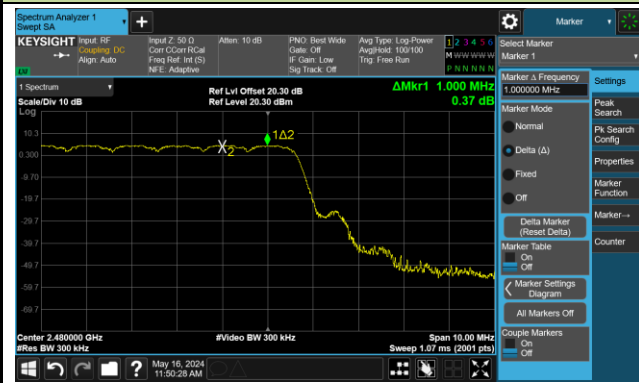 Spectrum Analyzer 1
Swept SA
Marker
KEYSIGHT
Input: RF
Coupling: DC
Align: Auto
Input Z: 50 Ω
Corr CCorr RCal
Freq Ref: Int (S)
NFE: Adaptive
Atten: 10 dB
PNO: Best Wide
Gate: Off
IF Gain: Low
Sig Track: Off
Avg Type: Log-Power
Avg|Hold: 100/100
Trig: Free Run
1 2 3 4 5 6
M W W W W W
P N N N N N
LXI
Select Marker
Marker 1
1 Spectrum
Scale/Div 10 dB
Log
Ref Lvl Offset 20.30 dB
Ref Level 20.30 dBm
ΔMkr1 1.000 MHz
0.37 dB
10.3
0.300
-9.70
-19.7
-29.7
-39.7
-49.7
-59.7
-69.7
X2
1Δ2
Center 2.480000 GHz
#Res BW 300 kHz
#Video BW 300 kHz
Span 10.00 MHz
Sweep 1.07 ms (2001 pts)
Marker Δ Frequency
1.000000 MHz
Marker Mode
Normal
Delta (Δ)
Fixed
Off
Delta Marker
(Reset Delta)
Marker Table
On
Off
Marker Settings
Diagram
All Markers Off
Couple Markers
On
Off
Settings
Peak
Search
Pk Search
Config
Properties
Marker
Function
Marker→
Counter
?
May 16, 2024
11:50:28 AM